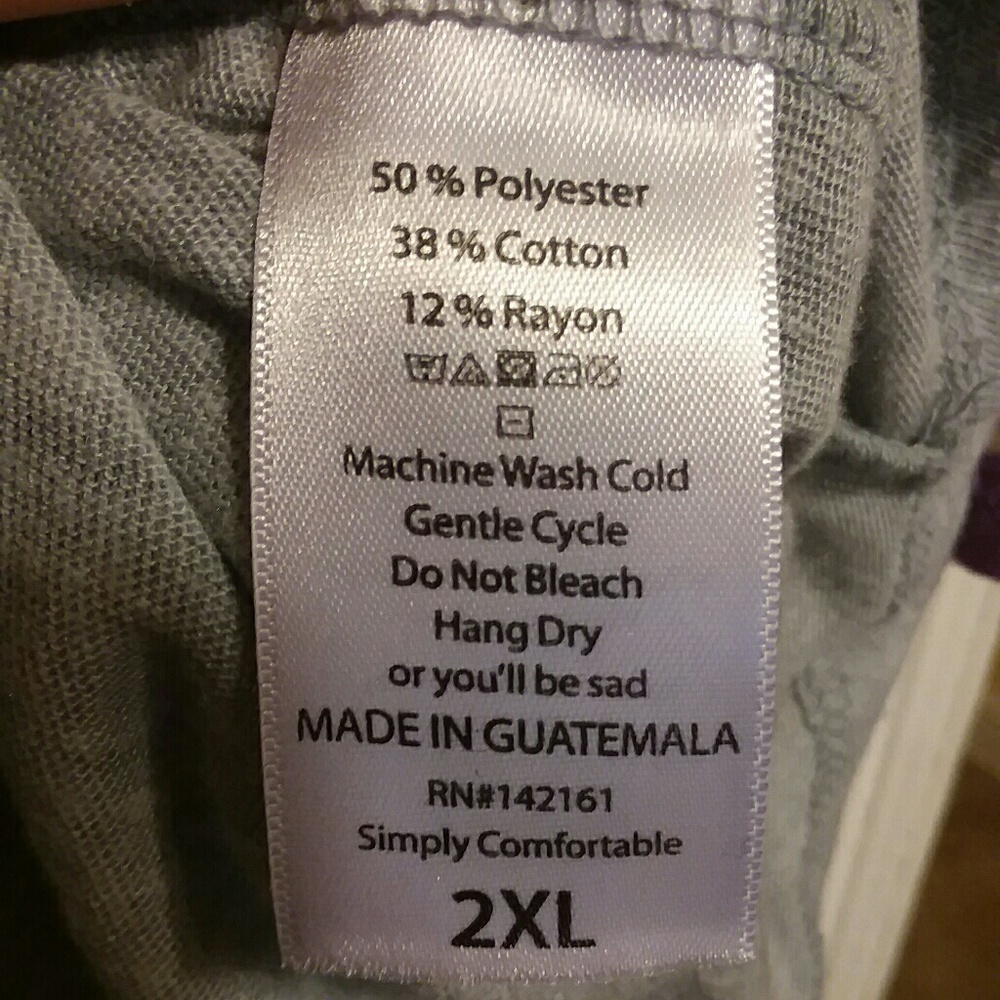 50 % Polyester
38 % Cotton
12 % Rayon
Machine Wash Cold
Gentle Cycle
Do Not Bleach
Hang Dry
or you'll be sad
MADE IN GUATEMALA
RN#142161
Simply Comfortable
2XL